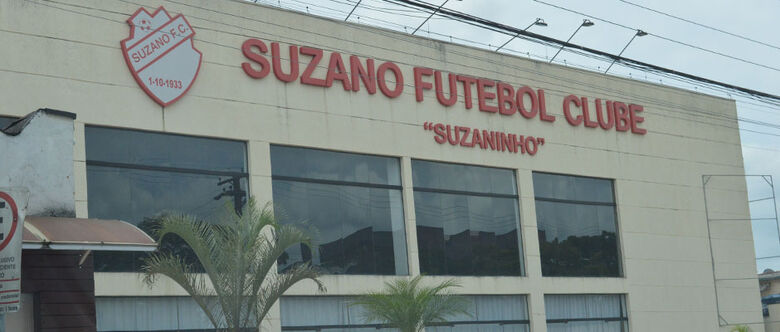 SUZANO F.C.
1-10-1933
SUZANO FUTEBOL CLUBE
“SUZANINHO”